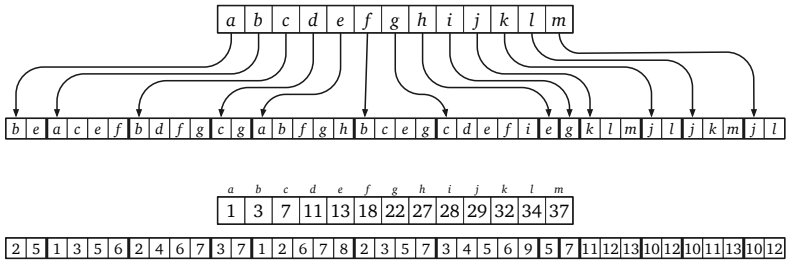 a b c d e f g h i j k l m
b e a c e f b d f g c g a b f g h b c e g c d e f i e g k l m j l j k m j l
a b c d e f g h i j k l m
1 3 7 11 13 18 22 27 28 29 32 34 37
2 5 1 3 5 6 2 4 6 7 3 7 1 2 6 7 8 2 3 5 7 3 4 5 6 9 5 7 11 12 13 10 12 10 11 13 10 12